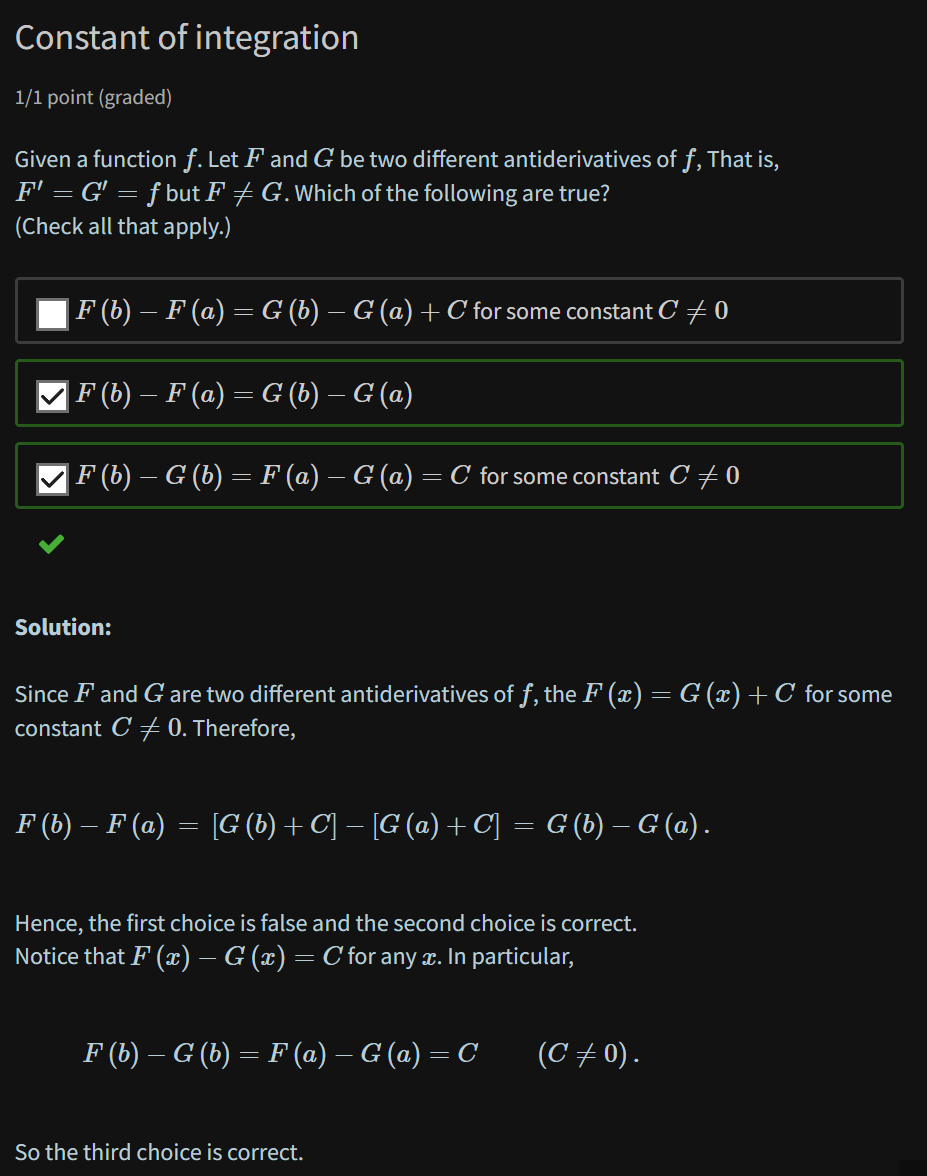 Constant of integration
1/1 point (graded)
Given a function f. Let F and G be two different antiderivatives of f, That is,
F′ = G′ = f but F ≠ G. Which of the following are true?
(Check all that apply.)
F (b) − F (a) = G (b) − G (a) + C for some constant C ≠ 0
F (b) − F (a) = G (b) − G (a)
F (b) − G (b) = F (a) − G (a) = C for some constant C ≠ 0
Solution:
Since F and G are two different antiderivatives of f, the F (x) = G (x) + C for some
constant C ≠ 0. Therefore,
F (b) − F (a) = [G (b) + C] − [G (a) + C] = G (b) − G (a) .
Hence, the first choice is false and the second choice is correct.
Notice that F (x) − G (x) = C for any x. In particular,
F (b) − G (b) = F (a) − G (a) = C (C ≠ 0) .
So the third choice is correct.